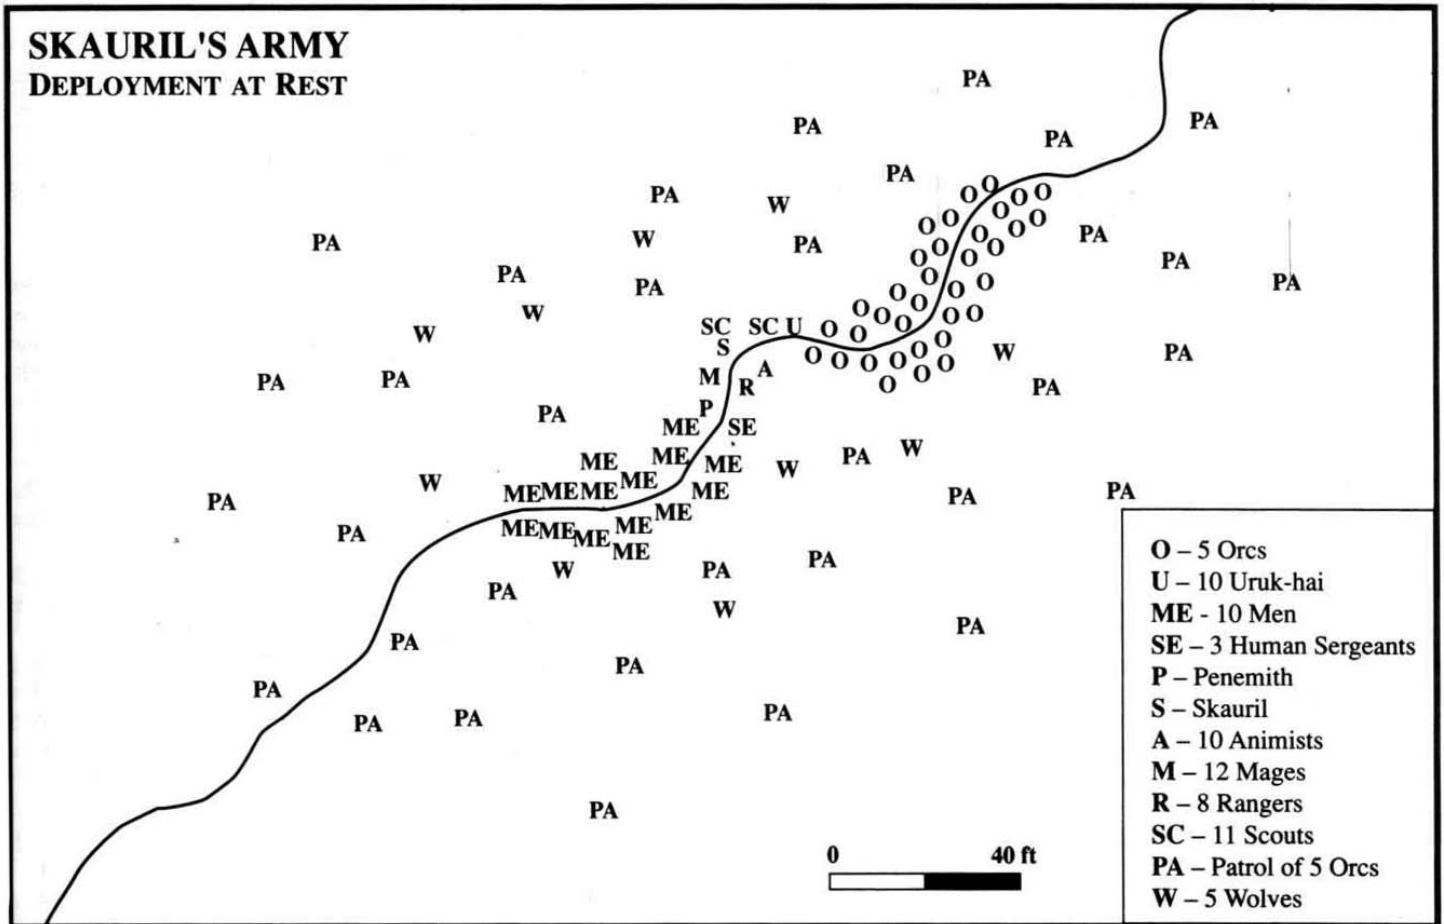 SKAURIL'S ARMY
DEPLOYMENT AT REST
PA
PA PA
PA
PA
O
PA O O O
W O
O O
O O
O PA
PA W PA O O
O O PA
PA O
PA O PA
O O
O O
W O O O
SC SC U O O
W O O
S O
O W PA
O O O O
A O
PA PA M R O PA
PA P
ME SE
ME PA W
ME ME W
W ME
ME ME ME ME PA PA
PA
ME
PA ME ME ME ME
ME
PA
W PA
PA
W
PA
PA
PA
PA
PA
PA PA
PA
0 40 ft
O – 5 Orcs
U – 10 Uruk-hai
ME - 10 Men
SE – 3 Human Sergeants
P – Penemith
S – Skauril
A – 10 Animists
M – 12 Mages
R – 8 Rangers
SC – 11 Scouts
PA – Patrol of 5 Orcs
W – 5 Wolves